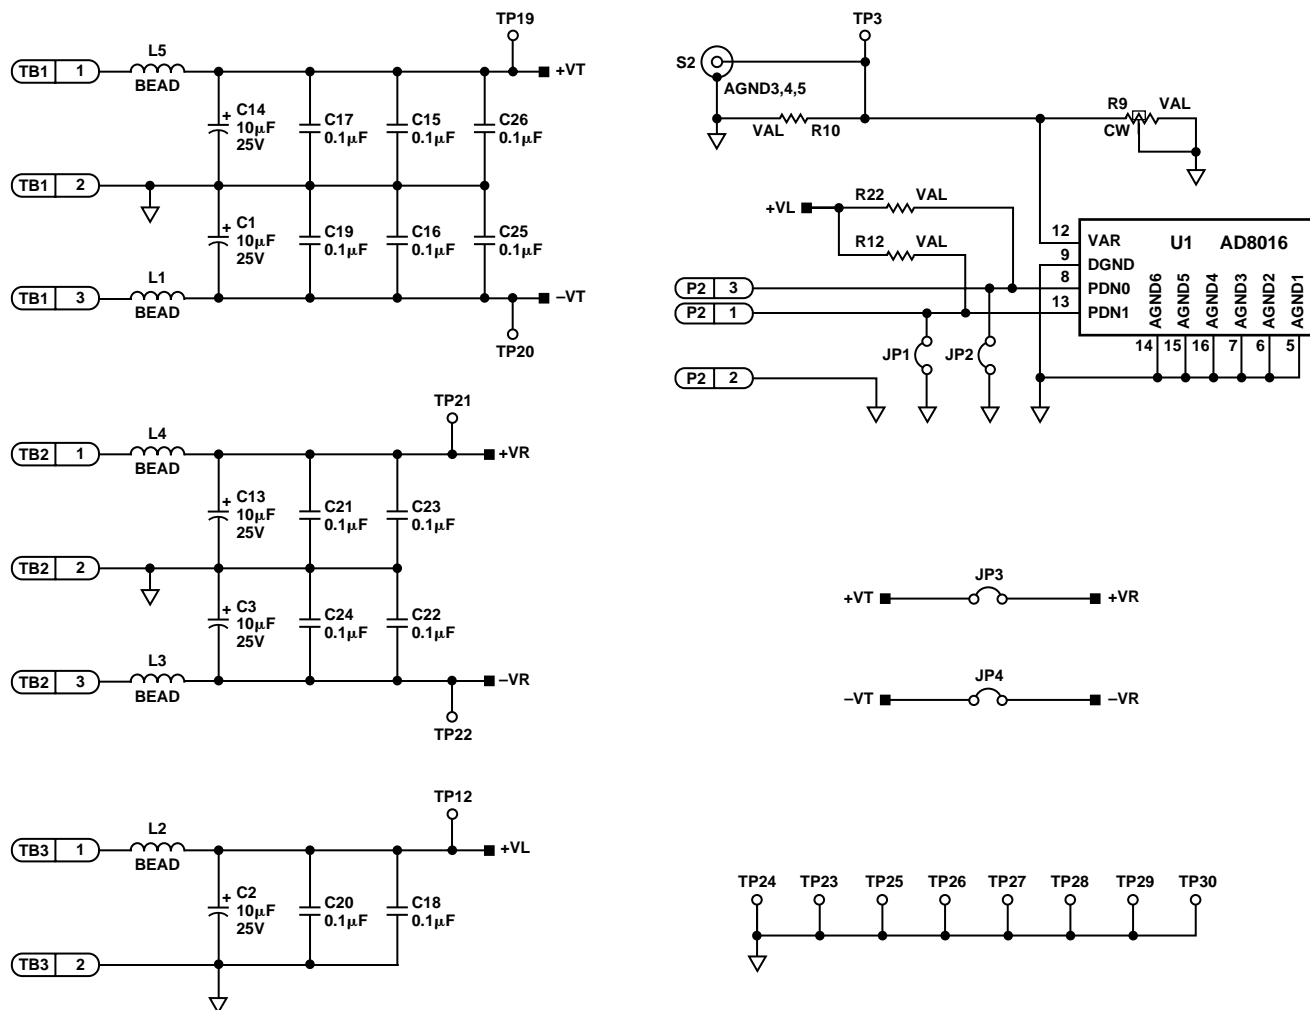 TP19
L5
TB1 1
BEAD
+VT
+ C14
10μF
25V
C17
0.1μF
C15
0.1μF
C26
0.1μF
TB1 2
+ C1
10μF
25V
C19
0.1μF
C16
0.1μF
C25
0.1μF
L1
TB1 3
BEAD
–VT
TP20
TP21
L4
TB2 1
BEAD
+VR
+ C13
10μF
25V
C21
0.1μF
C23
0.1μF
TB2 2
+ C3
10μF
25V
C24
0.1μF
C22
0.1μF
L3
TB2 3
BEAD
–VR
TP22
TP12
L2
TB3 1
BEAD
+VL
+ C2
10μF
25V
C20
0.1μF
C18
0.1μF
TB3 2
TP3
S2
AGND3,4,5
VAL R10
R9 VAL
CW
+VL
R22 VAL
R12 VAL
P2 3
P2 1
P2 2
JP1
JP2
U1 AD8016
12 VAR
9 DGND
8 PDN0
13 PDN1
AGND6
AGND5
AGND4
AGND3
AGND2
AGND1
14 15 16 7 6 5
JP3
+VT +VR
JP4
–VT –VR
TP24 TP23 TP25 TP26 TP27 TP28 TP29 TP30